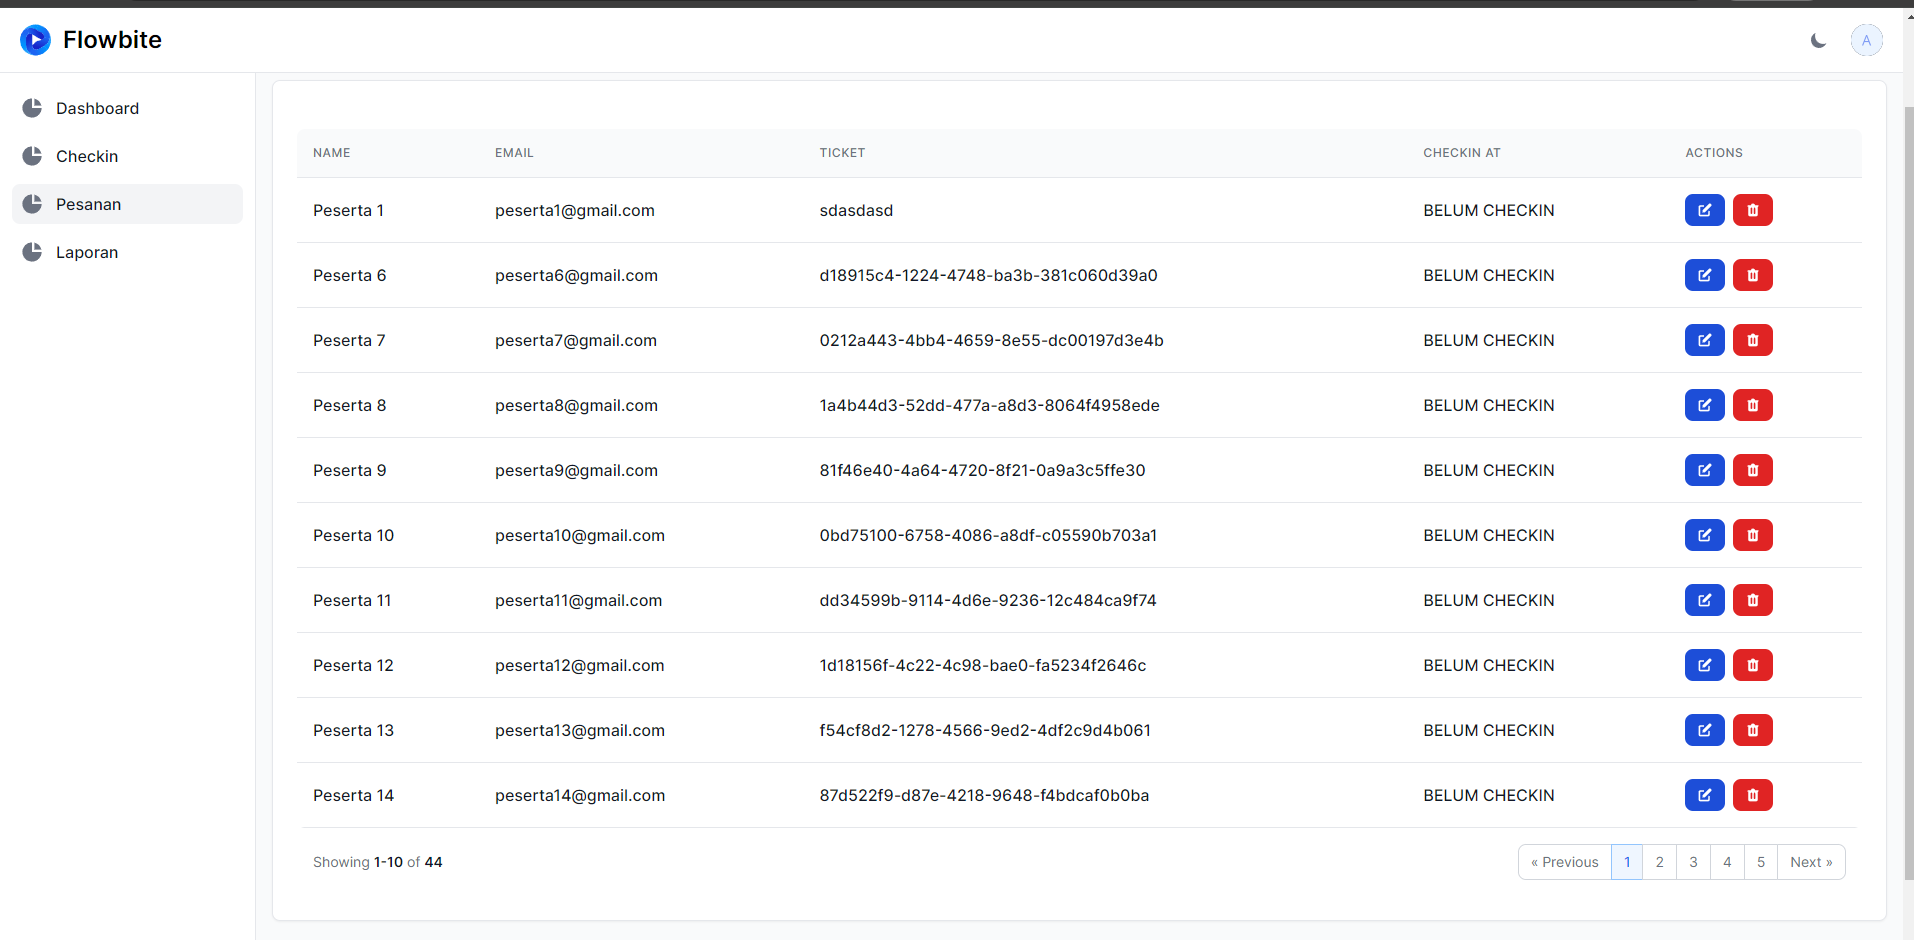 Flowbite
A
Dashboard
Checkin
Pesanan
Laporan
NAME EMAIL TICKET CHECKIN AT ACTIONS
Peserta 1 peserta1@gmail.com sdasdasd BELUM CHECKIN
Peserta 6 peserta6@gmail.com d18915c4-1224-4748-ba3b-381c060d39a0 BELUM CHECKIN
Peserta 7 peserta7@gmail.com 0212a443-4bb4-4659-8e55-dc00197d3e4b BELUM CHECKIN
Peserta 8 peserta8@gmail.com 1a4b44d3-52dd-477a-a8d3-8064f4958ede BELUM CHECKIN
Peserta 9 peserta9@gmail.com 81f46e40-4a64-4720-8f21-0a9a3c5ffe30 BELUM CHECKIN
Peserta 10 peserta10@gmail.com 0bd75100-6758-4086-a8df-c05590b703a1 BELUM CHECKIN
Peserta 11 peserta11@gmail.com dd34599b-9114-4d6e-9236-12c484ca9f74 BELUM CHECKIN
Peserta 12 peserta12@gmail.com 1d18156f-4c22-4c98-bae0-fa5234f2646c BELUM CHECKIN
Peserta 13 peserta13@gmail.com f54cf8d2-1278-4566-9ed2-4df2c9d4b061 BELUM CHECKIN
Peserta 14 peserta14@gmail.com 87d522f9-d87e-4218-9648-f4bdcaf0b0ba BELUM CHECKIN
Showing 1-10 of 44 « Previous 1 2 3 4 5 Next »